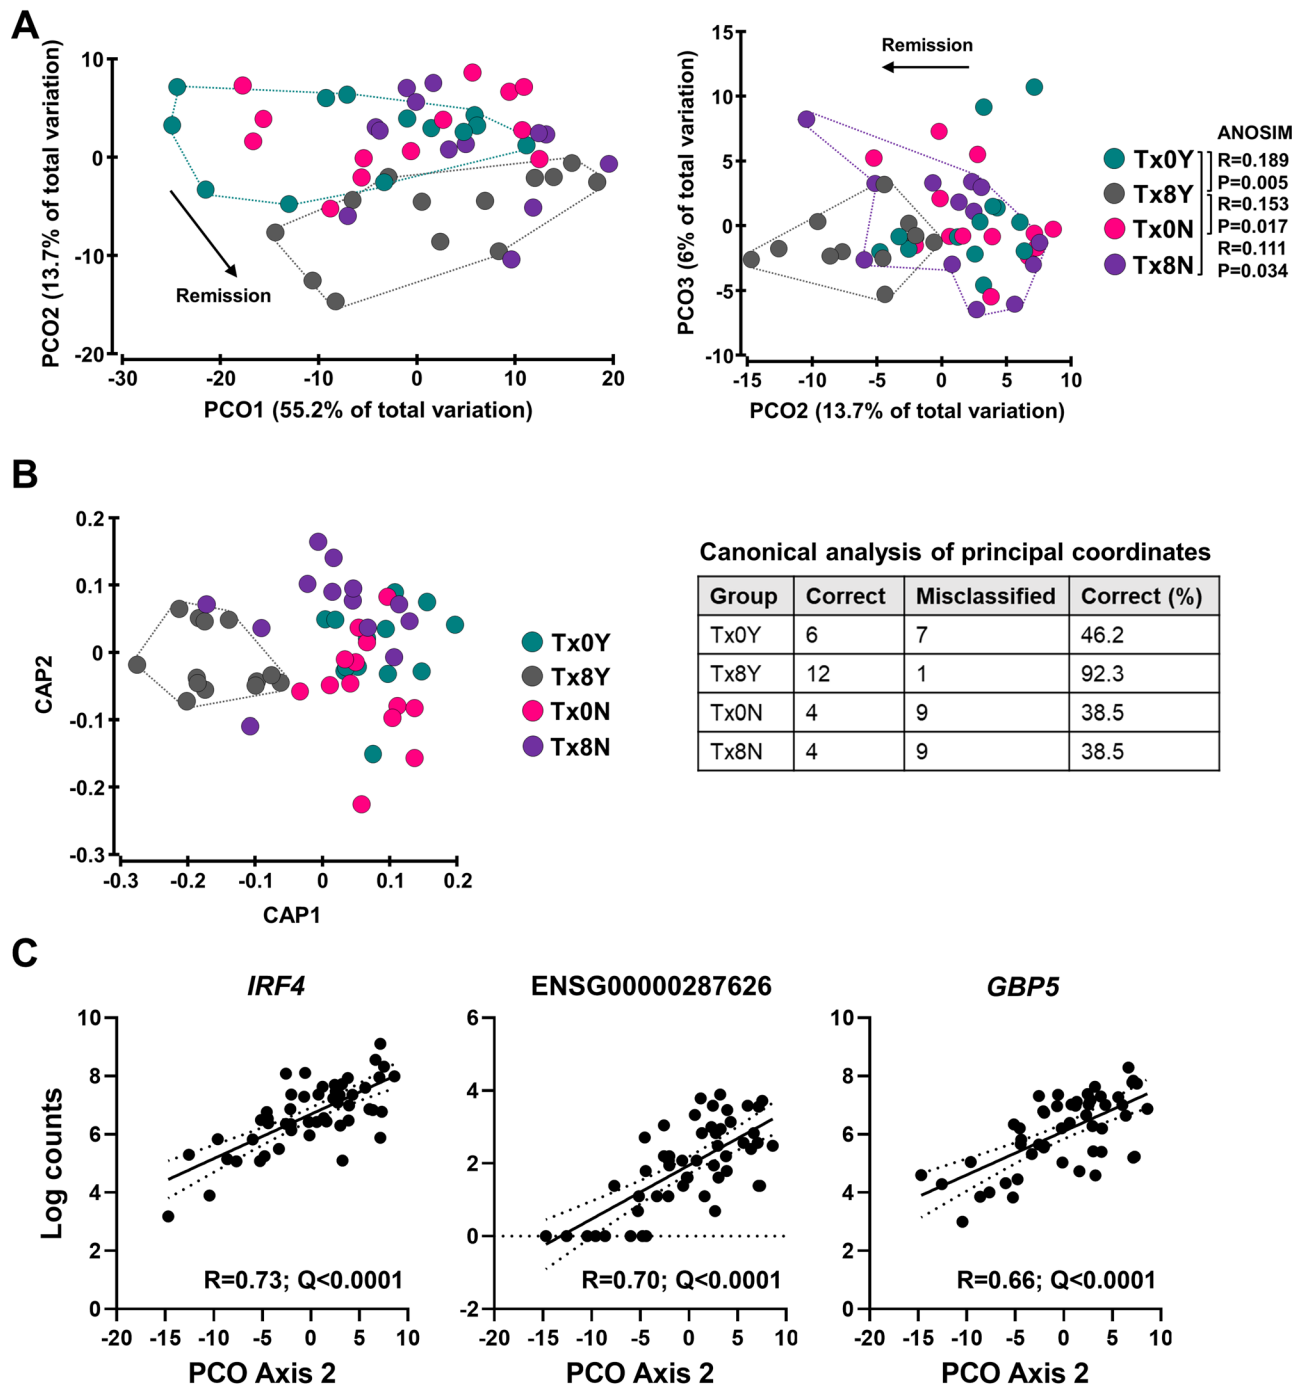 A
PCO2 (13.7% of total variation)
10
0
-10
-20
Remission
-30
-20
-10
0
10
20
PCO1 (55.2% of total variation)
PCO3 (6% of total variation)
15
10
5
0
-5
-10
Remission
-15
-10
-5
0
5
10
PCO2 (13.7% of total variation)
ANOSIM
Tx0Y
Tx8Y
Tx0N
Tx8N
R=0.189
P=0.005
R=0.153
P=0.017
R=0.111
P=0.034
B
CAP2
0.2
0.1
0
-0.1
-0.2
-0.3
-0.3
-0.2
-0.1
0
0.1
0.2
CAP1
Tx0Y
Tx8Y
Tx0N
Tx8N
Canonical analysis of principal coordinates
Group Correct Misclassified Correct (%)
Tx0Y 6 7 46.2
Tx8Y 12 1 92.3
Tx0N 4 9 38.5
Tx8N 4 9 38.5
C
IRF4
Log counts
10
8
6
4
2
0
R=0.73; Q<0.0001
-20
-15
-10
-5
0
5
10
PCO Axis 2
ENSG00000287626
6
4
2
0
-2
R=0.70; Q<0.0001
-20
-15
-10
-5
0
5
10
PCO Axis 2
GBP5
10
8
6
4
2
0
R=0.66; Q<0.0001
-20
-15
-10
-5
0
5
10
PCO Axis 2